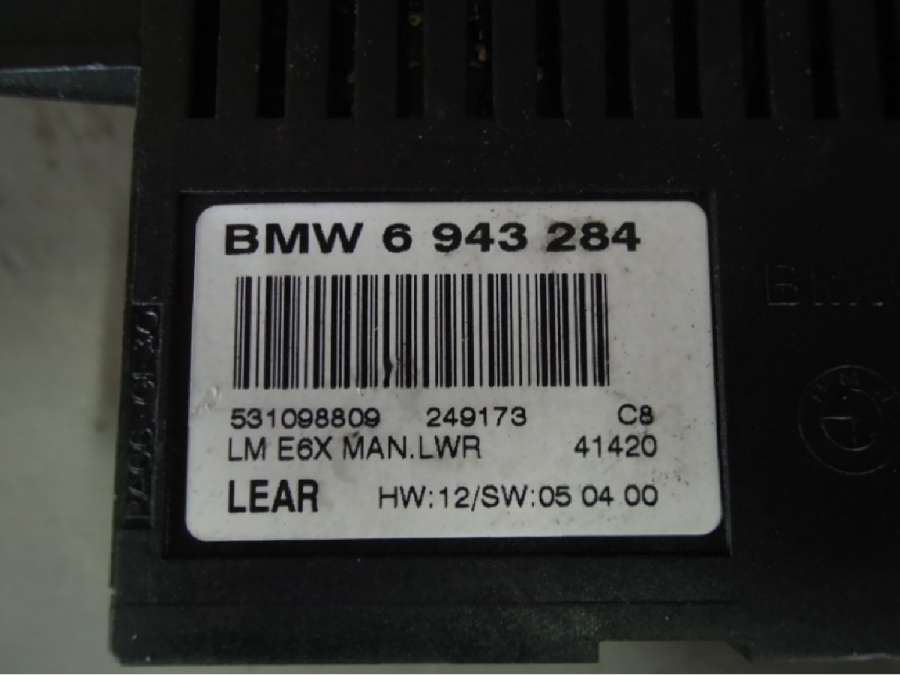 BMW 6 943 284
531098809 249173 C8
LM E6X MAN.LWR 41420
LEAR HW:12/SW:05 04 00